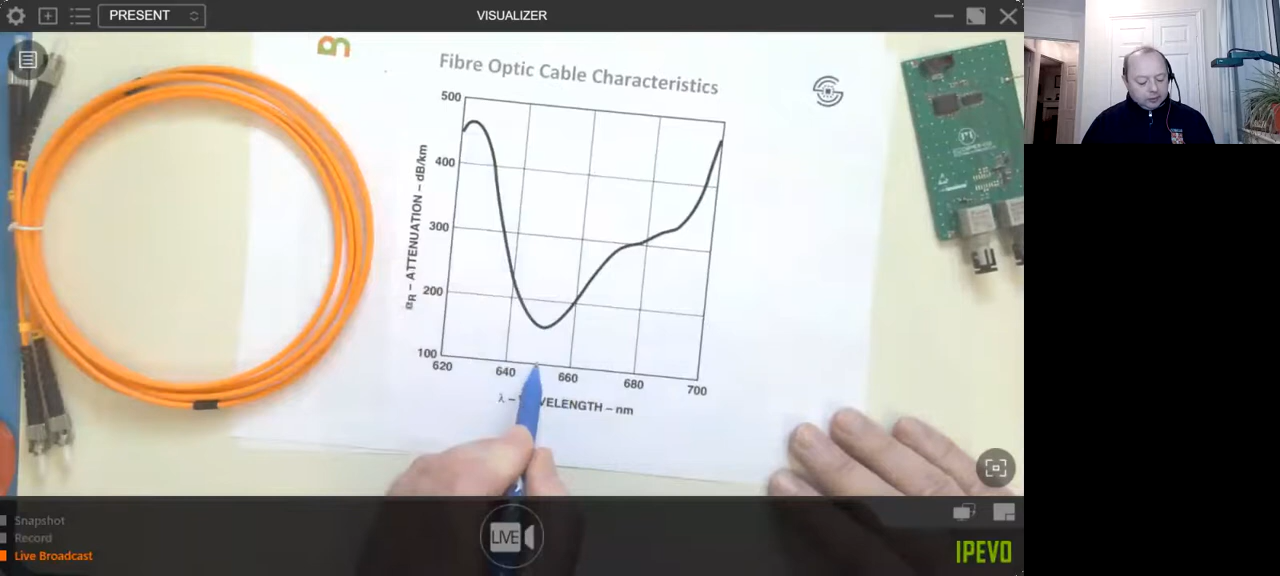 PRESENT
VISUALIZER
Fibre Optic Cable Characteristics
500
400
300
200
100
αR – ATTENUATION – dB/km
620
640
660
680
700
λ – VELENGTH – nm
Snapshot
Record
Live Broadcast
LIVE
IPEVO